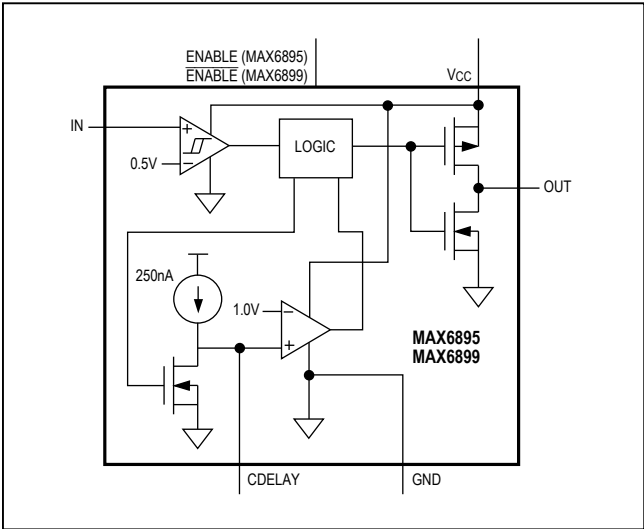 ENABLE (MAX6895)
ENABLE (MAX6899)
VCC
IN
+
−
0.5V
LOGIC
OUT
250nA
1.0V
−
+
MAX6895
MAX6899
CDELAY
GND